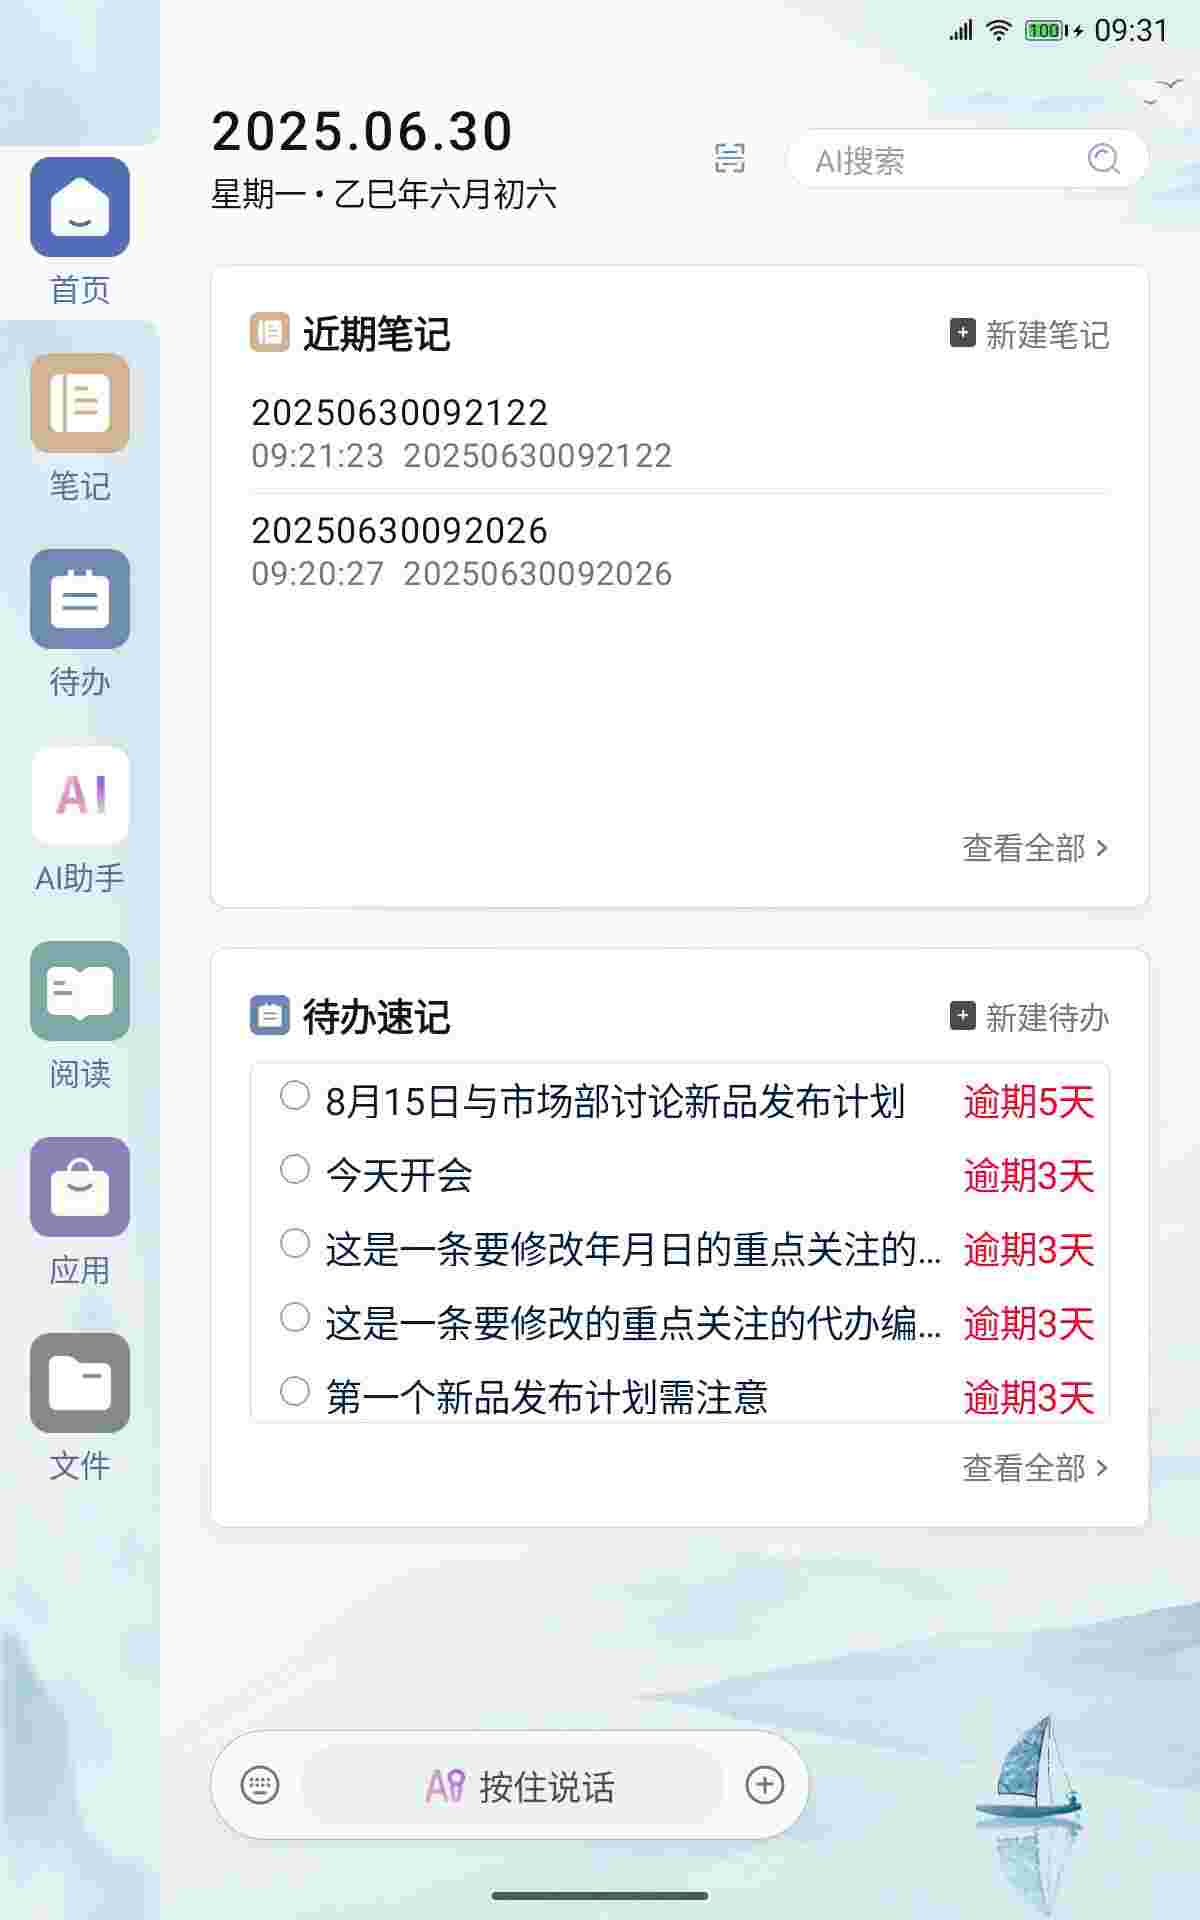 100 09:31
2025.06.30
星期一 • 乙巳年六月初六
AI搜索
首页
笔记
待办
AI
AI助手
阅读
应用
文件
近期笔记
新建笔记
20250630092122
09:21:23 20250630092122
20250630092026
09:20:27 20250630092026
查看全部 >
待办速记
新建待办
8月15日与市场部讨论新品发布计划 逾期5天
今天开会 逾期3天
这是一条要修改年月日的重点关注的... 逾期3天
这是一条要修改的重点关注的代办编... 逾期3天
第一个新品发布计划需注意 逾期3天
查看全部 >
AI 按住说话